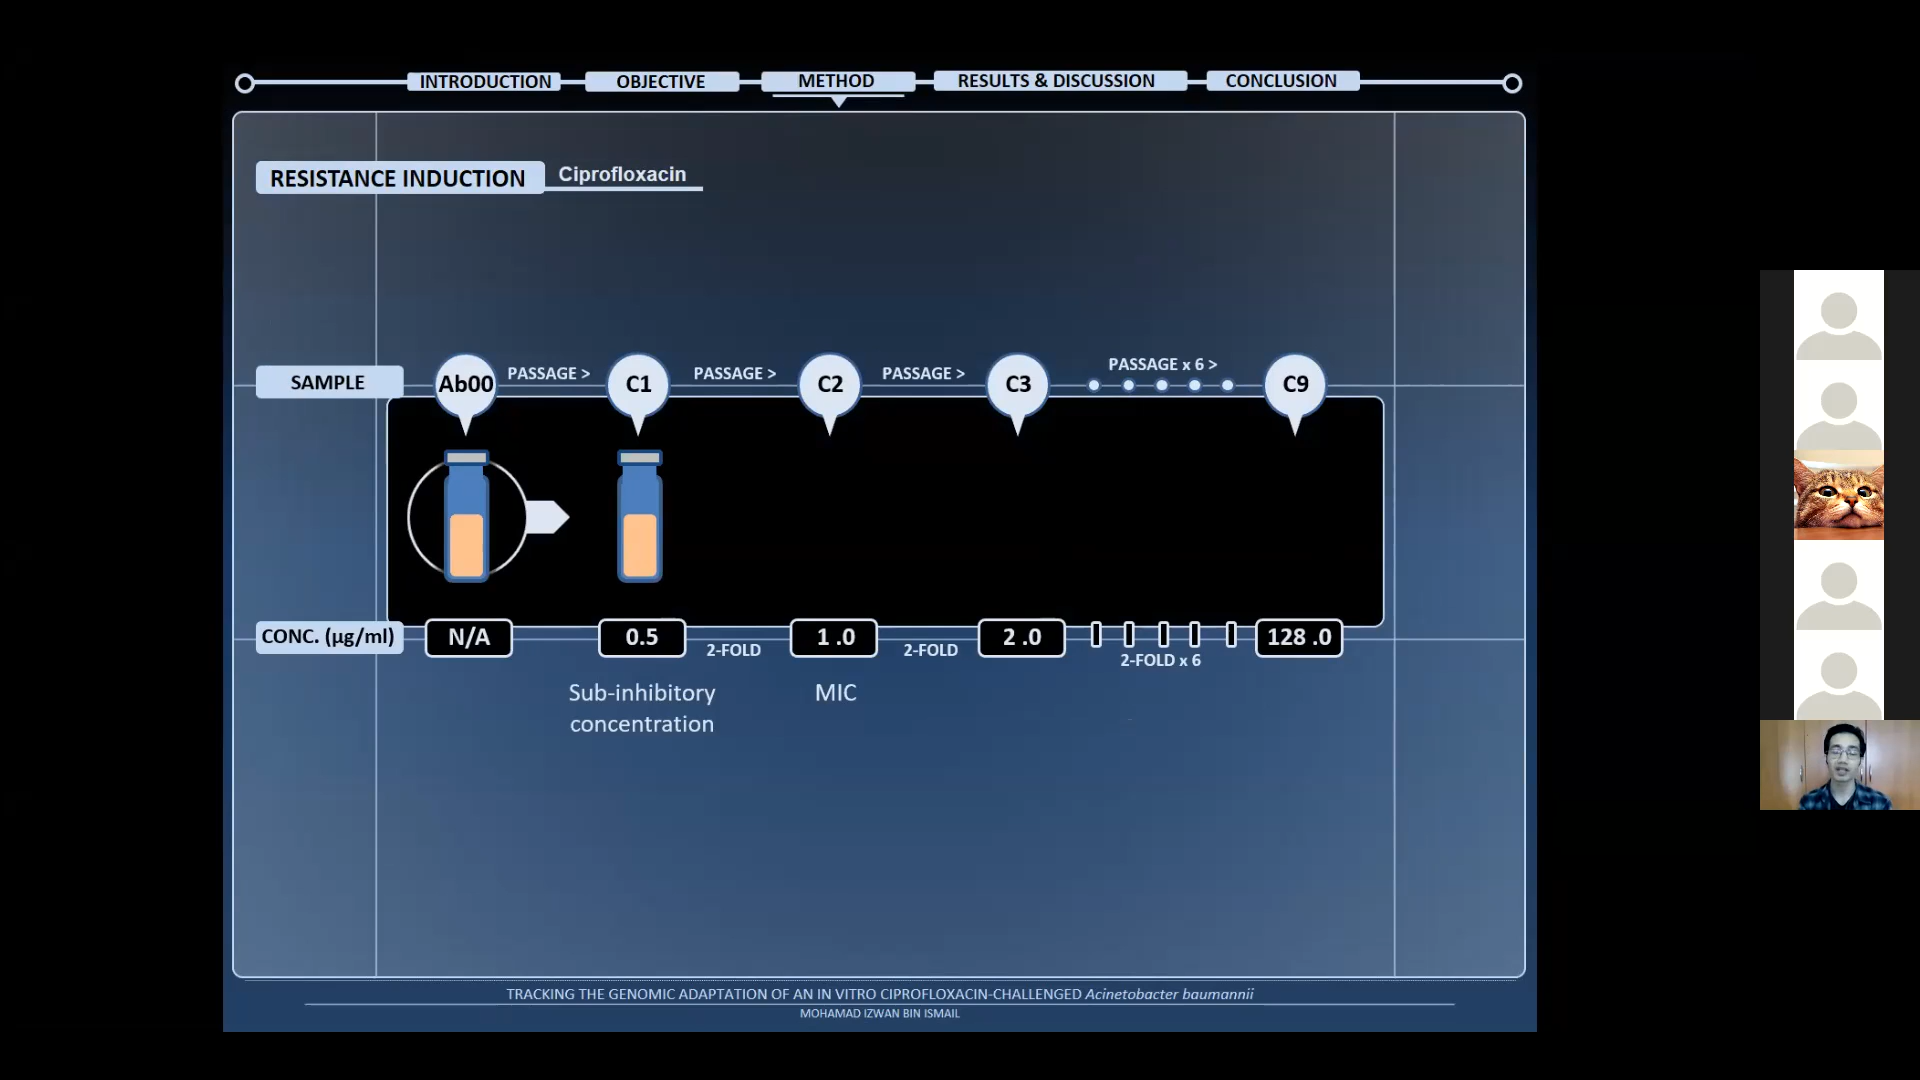 INTRODUCTION OBJECTIVE METHOD RESULTS & DISCUSSION CONCLUSION
RESISTANCE INDUCTION Ciprofloxacin
SAMPLE Ab00 PASSAGE > C1 PASSAGE > C2 PASSAGE > C3 PASSAGE x 6 > C9
CONC. (µg/ml) N/A 0.5 2-FOLD 1 .0 2-FOLD 2 .0 2-FOLD x 6 128 .0
Sub-inhibitory
concentration
MIC
TRACKING THE GENOMIC ADAPTATION OF AN IN VITRO CIPROFLOXACIN-CHALLENGED Acinetobacter baumannii
MOHAMAD IZWAN BIN ISMAIL